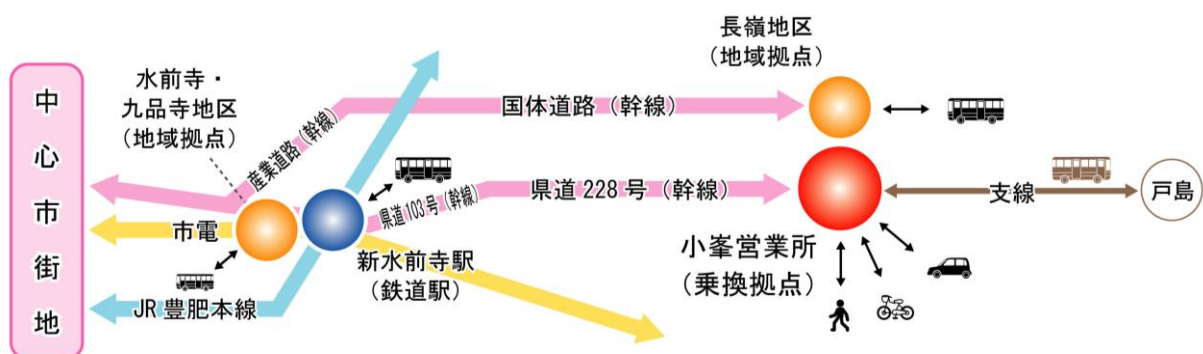 中心市街地
水前寺・
九品寺地区
(地域拠点)
産業道路(幹線)
国体道路(幹線)
長嶺地区
(地域拠点)
県道103号(幹線)
県道228号(幹線)
市電
JR豊肥本線
新水前寺駅
(鉄道駅)
小峯営業所
(乗換拠点)
支線
戸島